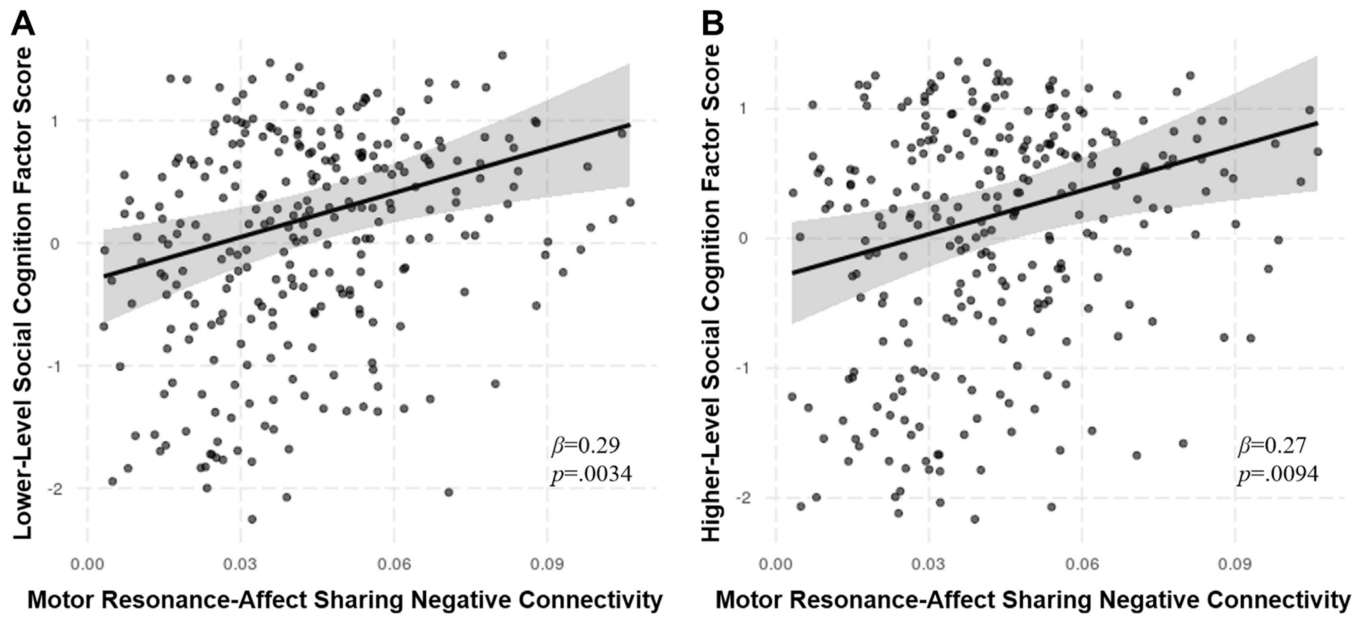 A
Lower-Level Social Cognition Factor Score
1
0
-1
-2
β=0.29
p=.0034
0.00 0.03 0.06 0.09
Motor Resonance-Affect Sharing Negative Connectivity
B
Higher-Level Social Cognition Factor Score
1
0
-1
-2
β=0.27
p=.0094
0.00 0.03 0.06 0.09
Motor Resonance-Affect Sharing Negative Connectivity